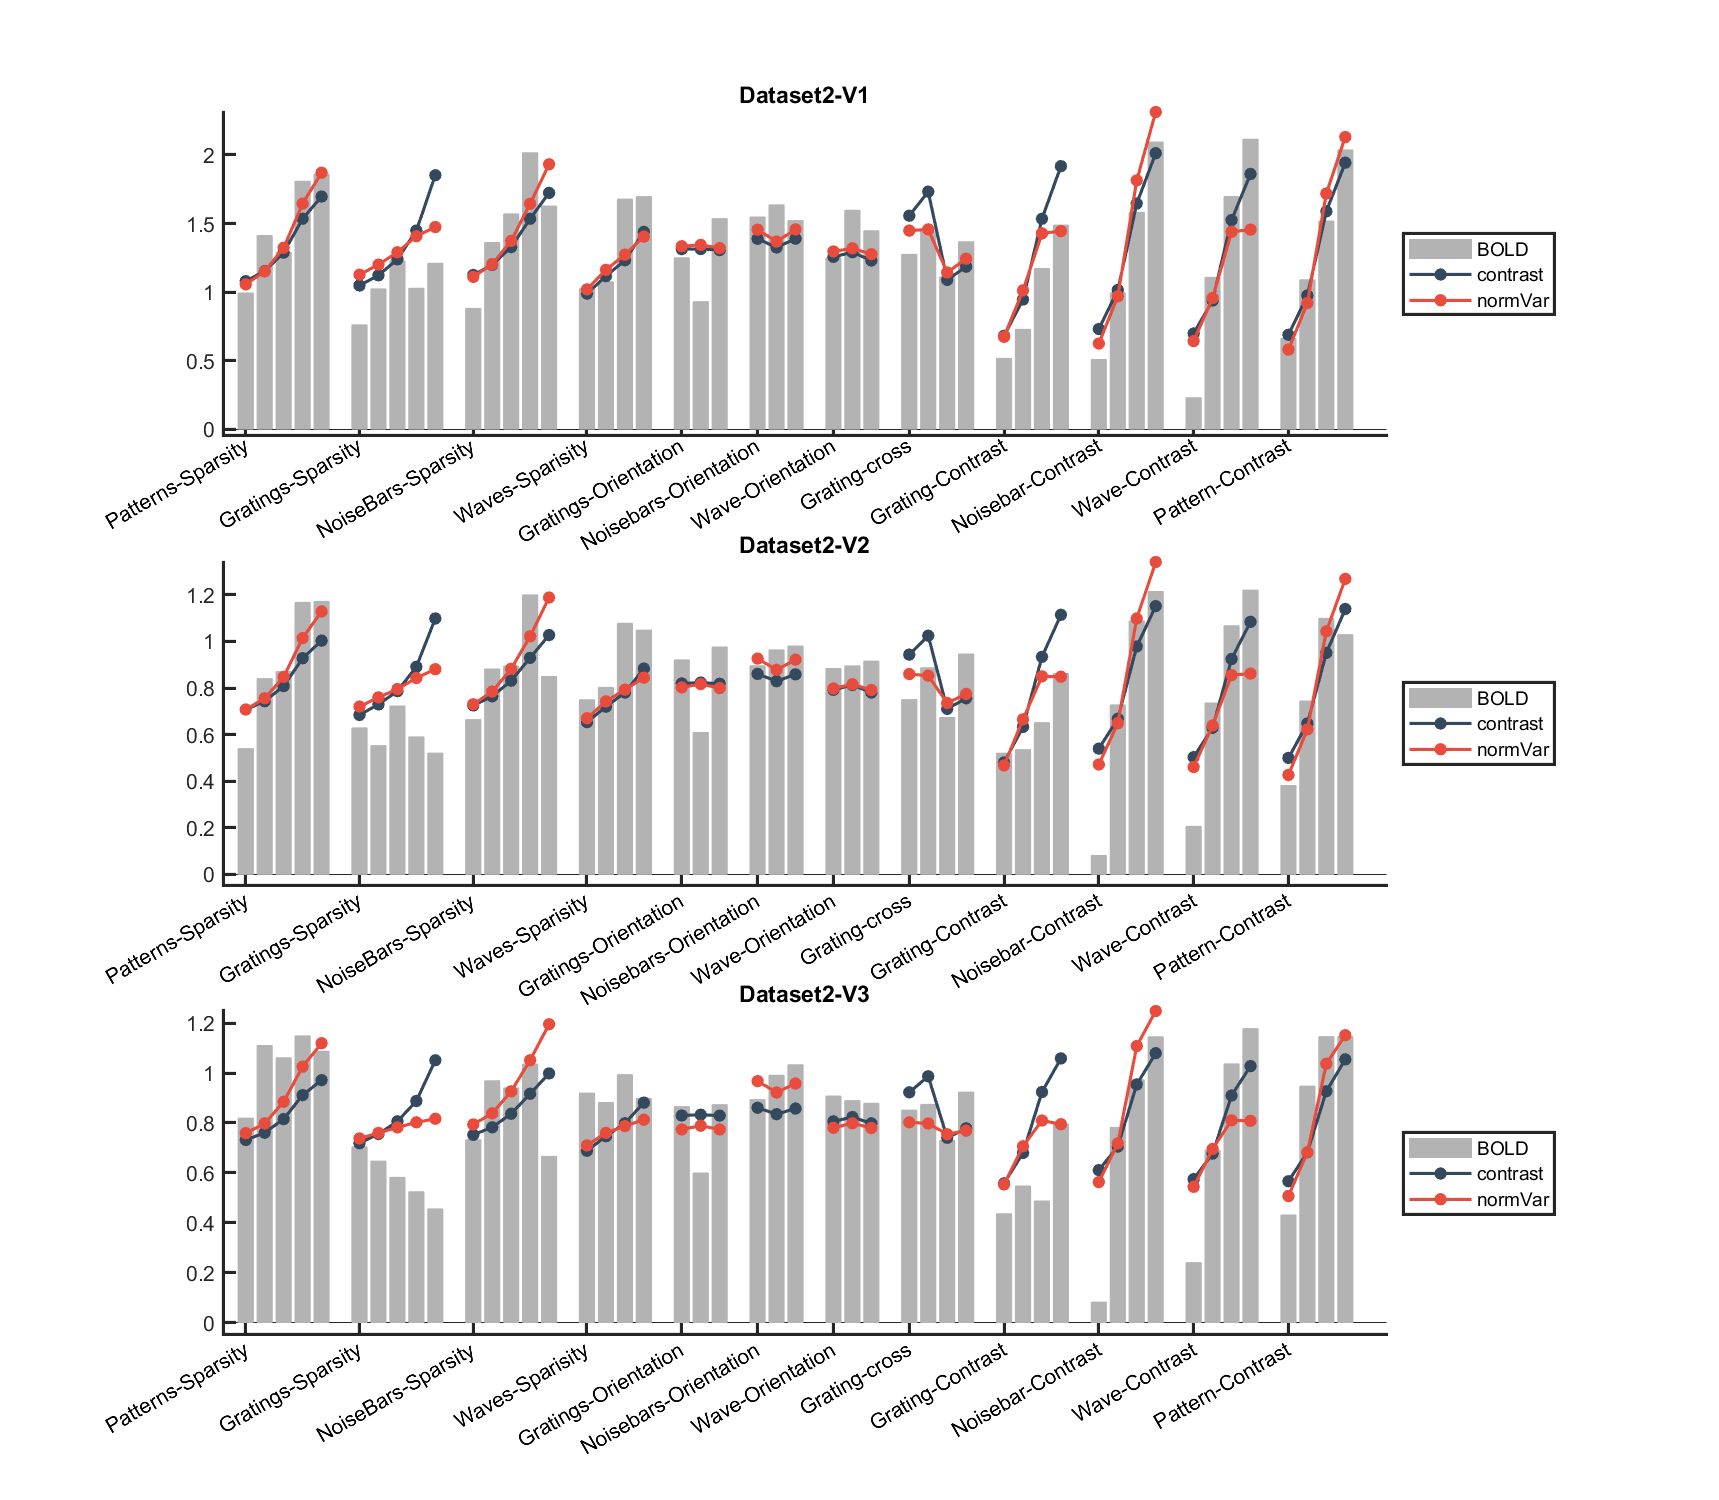 Dataset2-V1
2
1.5
1
0.5
0
Patterns-Sparsity
Gratings-Sparsity
NoiseBars-Sparsity
Waves-Sparisity
Gratings-Orientation
Noisebars-Orientation
Wave-Orientation
Grating-cross
Grating-Contrast
Noisebar-Contrast
Wave-Contrast
Pattern-Contrast
BOLD
contrast
normVar
Dataset2-V2
1.2
1
0.8
0.6
0.4
0.2
0
Patterns-Sparsity
Gratings-Sparsity
NoiseBars-Sparsity
Waves-Sparisity
Gratings-Orientation
Noisebars-Orientation
Wave-Orientation
Grating-cross
Grating-Contrast
Noisebar-Contrast
Wave-Contrast
Pattern-Contrast
BOLD
contrast
normVar
Dataset2-V3
1.2
1
0.8
0.6
0.4
0.2
0
Patterns-Sparsity
Gratings-Sparsity
NoiseBars-Sparsity
Waves-Sparisity
Gratings-Orientation
Noisebars-Orientation
Wave-Orientation
Grating-cross
Grating-Contrast
Noisebar-Contrast
Wave-Contrast
Pattern-Contrast
BOLD
contrast
normVar